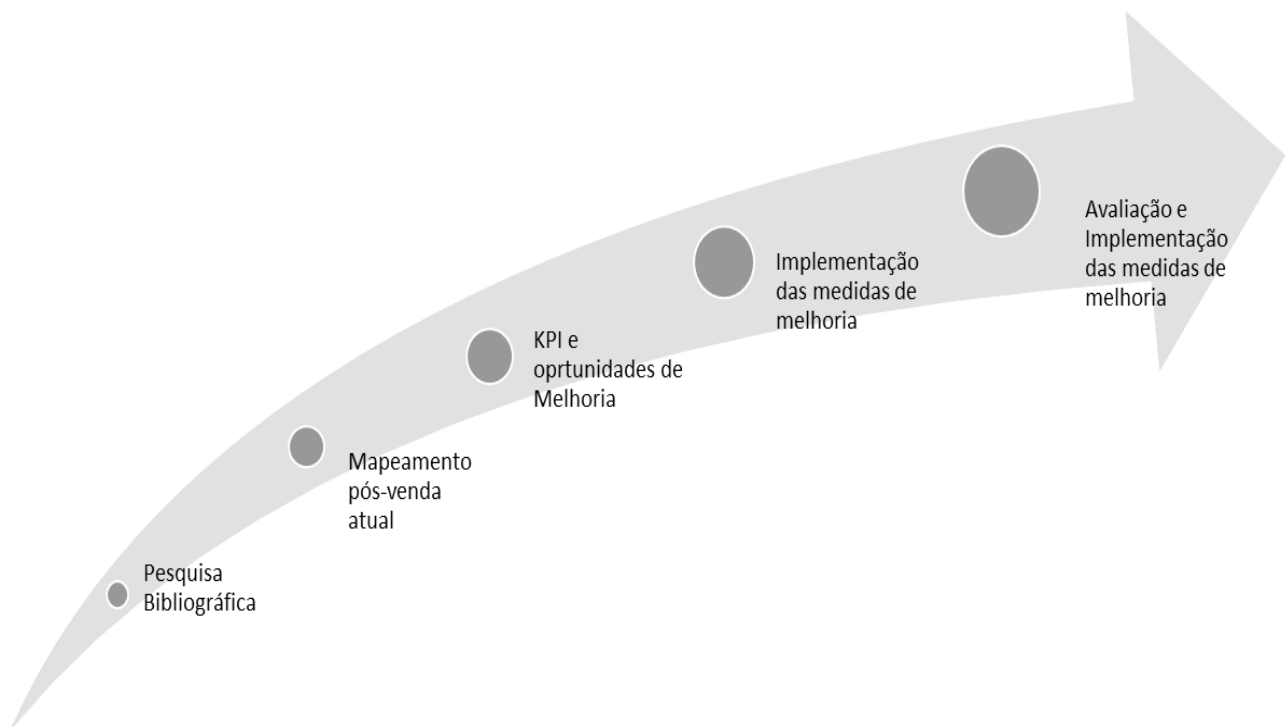 Pesquisa
Bibliográfica
Mapeamento
pós-venda
atual
KPI e
oprtunidades de
Melhoria
Implementação
das medidas de
melhoria
Avaliação e
Implementação
das medidas de
melhoria